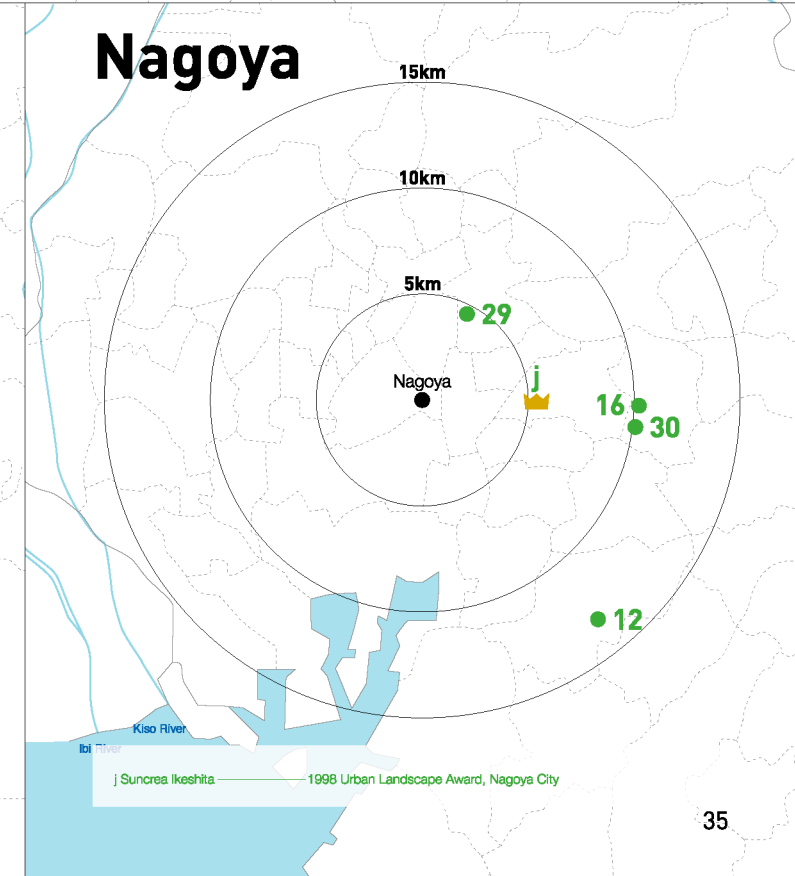 Nagoya
15km
10km
5km
29
Nagoya
j
16
30
12
Kiso River
Ibi River
j Suncrea Ikeshita 1998 Urban Landscape Award, Nagoya City
35